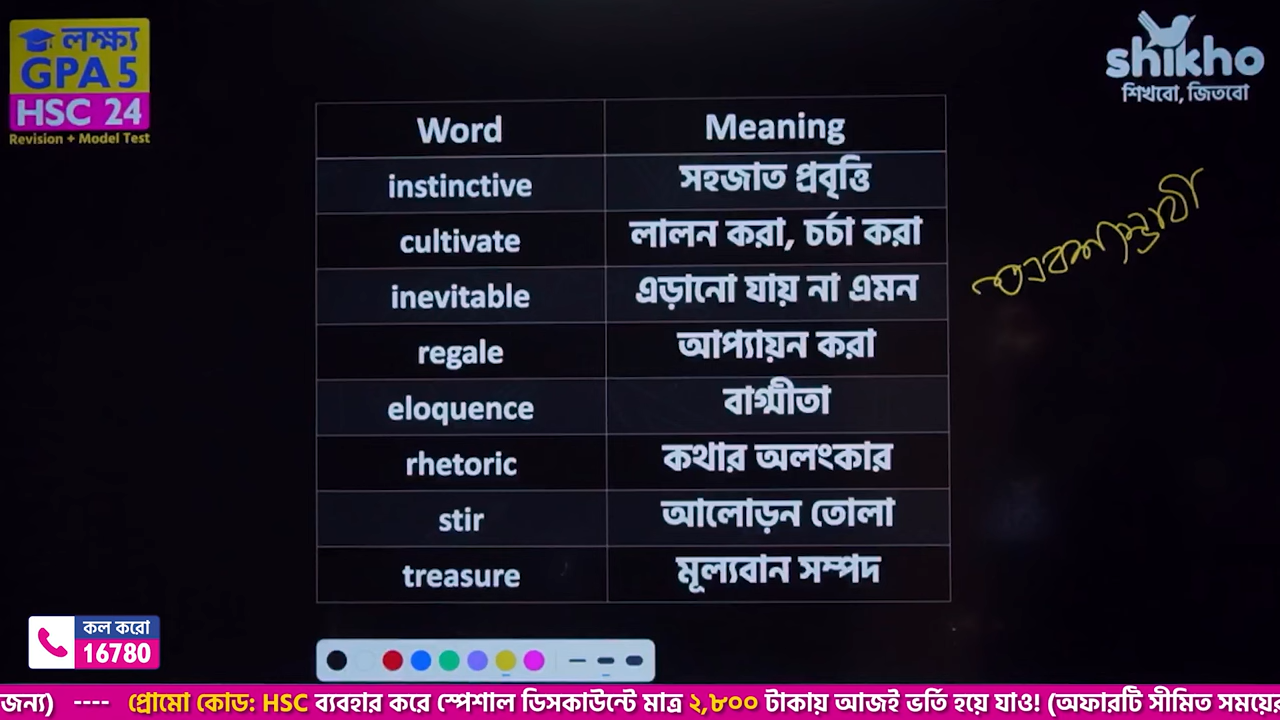 লক্ষ্য
GPA 5
HSC 24
Revision + Model Test
shikho
শিখবো, জিতবো
Word Meaning
instinctive সহজাত প্রবৃত্তি
cultivate লালন করা, চর্চা করা
inevitable এড়ানো যায় না এমন
অবশ্যম্ভাবী
regale আপ্যায়ন করা
eloquence বাগ্মীতা
rhetoric কথার অলংকার
stir আলোড়ন তোলা
treasure মূল্যবান সম্পদ
কল করো
16780
জন্য) ---- প্রোমো কোড: HSC ব্যবহার করে স্পেশাল ডিসকাউন্টে মাত্র ২,৮০০ টাকায় আজই ভর্তি হয়ে যাও! (অফারটি সীমিত সময়ের